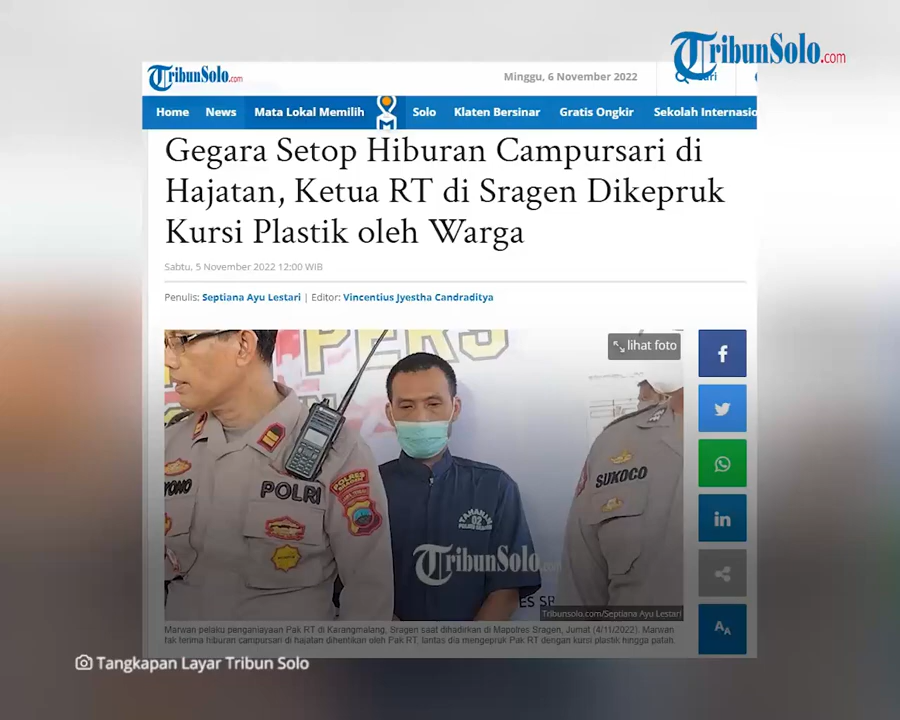 TribunSolo.com
TribunSolo.com
Minggu, 6 November 2022
Home News Mata Lokal Memilih Solo Klaten Bersinar Gratis Ongkir Sekolah Internasio
Gegara Setop Hiburan Campursari di
Hajatan, Ketua RT di Sragen Dikepruk
Kursi Plastik oleh Warga
Sabtu, 5 November 2022 12:00 WIB
Penulis: Septiana Ayu Lestari | Editor: Vincentius Jyestha Candraditya
PERS
lihat foto
POLRI
POLRES
SUKOCO
TAHANAN
02
TribunSolo.com
Tribunsolo.com/Septiana Ayu Lestari
Marwan pelaku penganiayaan Pak RT di Karangmalang, Sragen saat dihadirkan di Mapolres Sragen, Jumat (4/11/2022). Marwan
tak terima hiburan campursari di hajatan dihentikan oleh Pak RT, lantas dia mengepruk Pak RT dengan kursi plastik hingga patah.
AA
Tangkapan Layar Tribun Solo